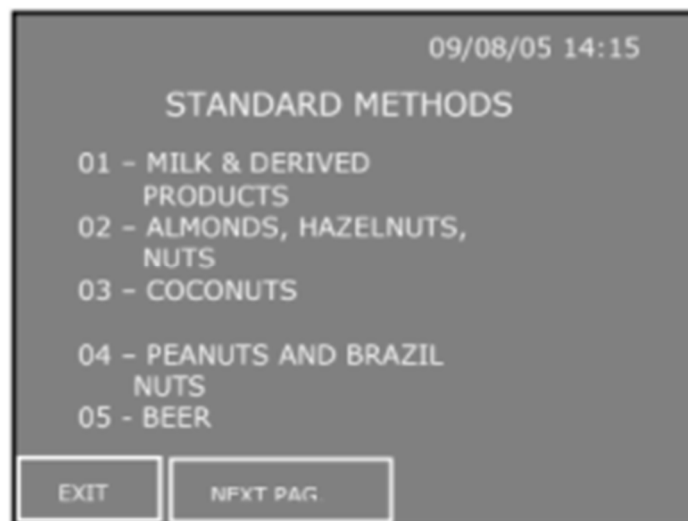 09/08/05 14:15
STANDARD METHODS
01 – MILK & DERIVED
PRODUCTS
02 – ALMONDS, HAZELNUTS,
NUTS
03 – COCONUTS
04 – PEANUTS AND BRAZIL
NUTS
05 - BEER
EXIT
NEXT PAG.